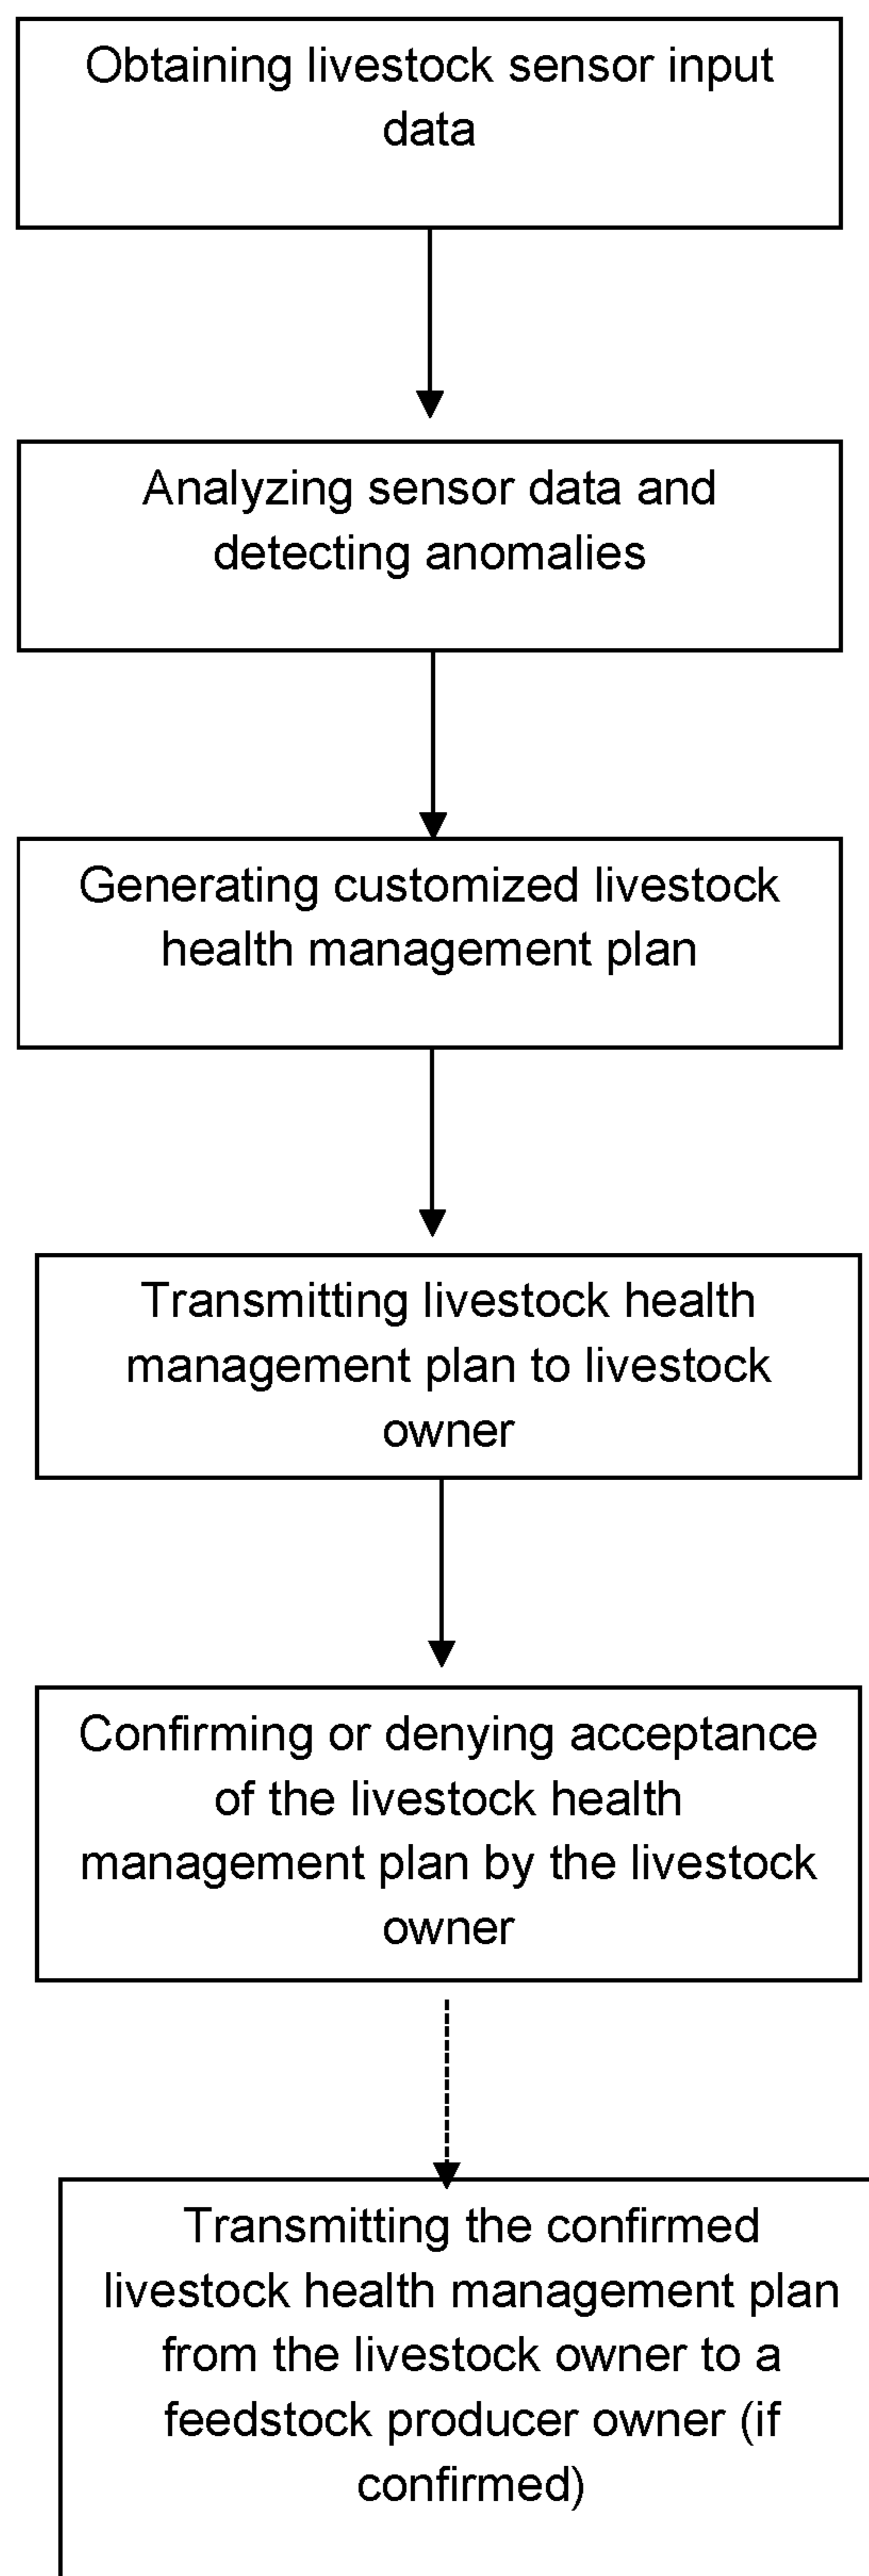 Obtaining livestock sensor input
data
Analyzing sensor data and
detecting anomalies
Generating customized livestock
health management plan
Transmitting livestock health
management plan to livestock
owner
Confirming or denying acceptance
of the livestock health
management plan by the livestock
owner
Transmitting the confirmed
livestock health management plan
from the livestock owner to a
feedstock producer owner (if
confirmed)